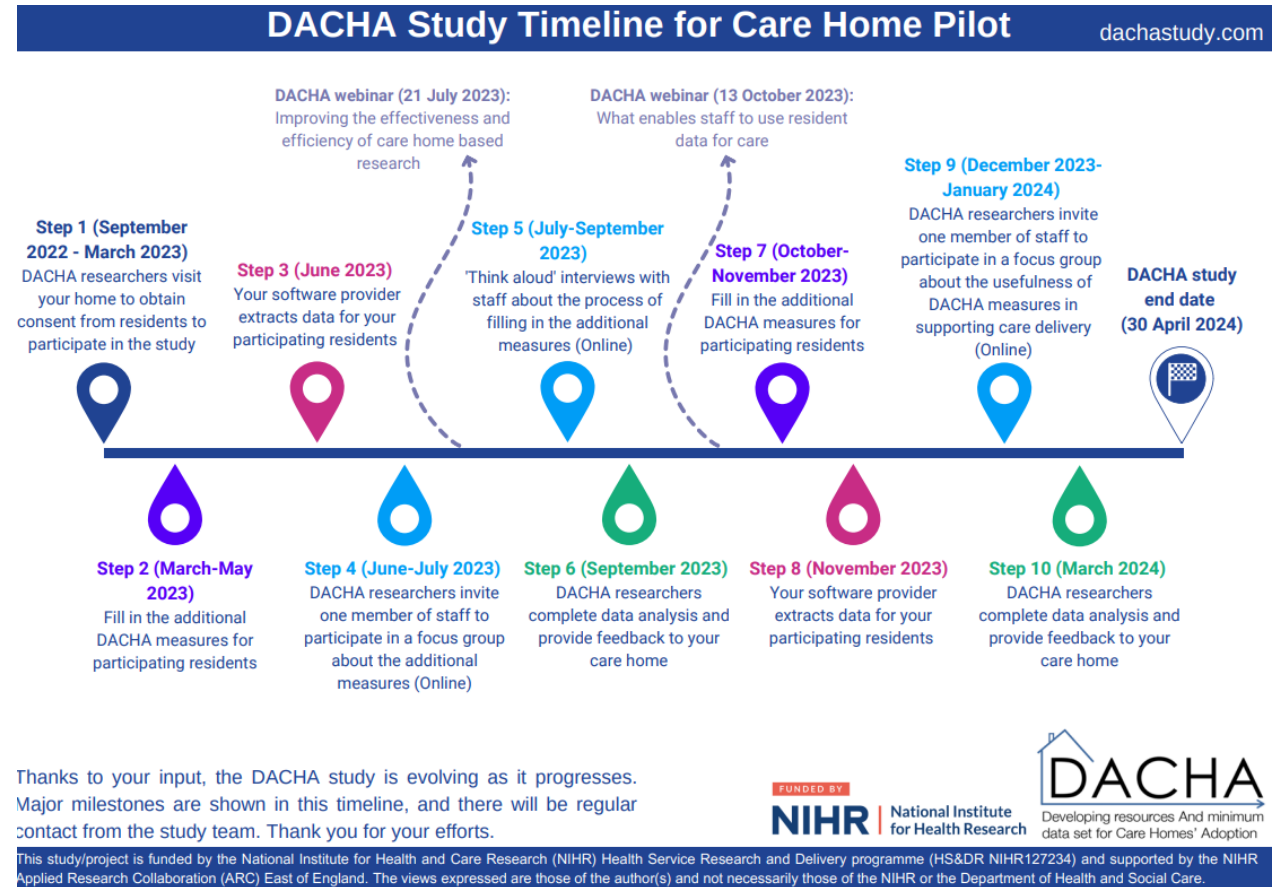 DACHA Study Timeline for Care Home Pilot
dachastudy.com
DACHA webinar (21 July 2023):
Improving the effectiveness and
efficiency of care home based
research
DACHA webinar (13 October 2023):
What enables staff to use resident
data for care
Step 1 (September
2022 - March 2023)
DACHA researchers visit
your home to obtain
consent from residents to
participate in the study
Step 3 (June 2023)
Your software provider
extracts data for your
participating residents
Step 5 (July-September
2023)
'Think aloud' interviews with
staff about the process of
filling in the additional
measures (Online)
Step 7 (October-
November 2023)
Fill in the additional
DACHA measures for
participating residents
Step 9 (December 2023-
January 2024)
DACHA researchers invite
one member of staff to
participate in a focus group
about the usefulness of
DACHA measures in
supporting care delivery
(Online)
DACHA study
end date
(30 April 2024)
Step 2 (March-May
2023)
Fill in the additional
DACHA measures for
participating residents
Step 4 (June-July 2023)
DACHA researchers invite
one member of staff to
participate in a focus group
about the additional
measures (Online)
Step 6 (September 2023)
DACHA researchers
complete data analysis and
provide feedback to your
care home
Step 8 (November 2023)
Your software provider
extracts data for your
participating residents
Step 10 (March 2024)
DACHA researchers
complete data analysis and
provide feedback to your
care home
Thanks to your input, the DACHA study is evolving as it progresses.
Major milestones are shown in this timeline, and there will be regular
contact from the study team. Thank you for your efforts.
FUNDED BY
NIHR | National Institute
for Health Research
DACHA
Developing resources And minimum
data set for Care Homes' Adoption
This study/project is funded by the National Institute for Health and Care Research (NIHR) Health Service Research and Delivery programme (HS&DR NIHR127234) and supported by the NIHR
Applied Research Collaboration (ARC) East of England. The views expressed are those of the author(s) and not necessarily those of the NIHR or the Department of Health and Social Care.